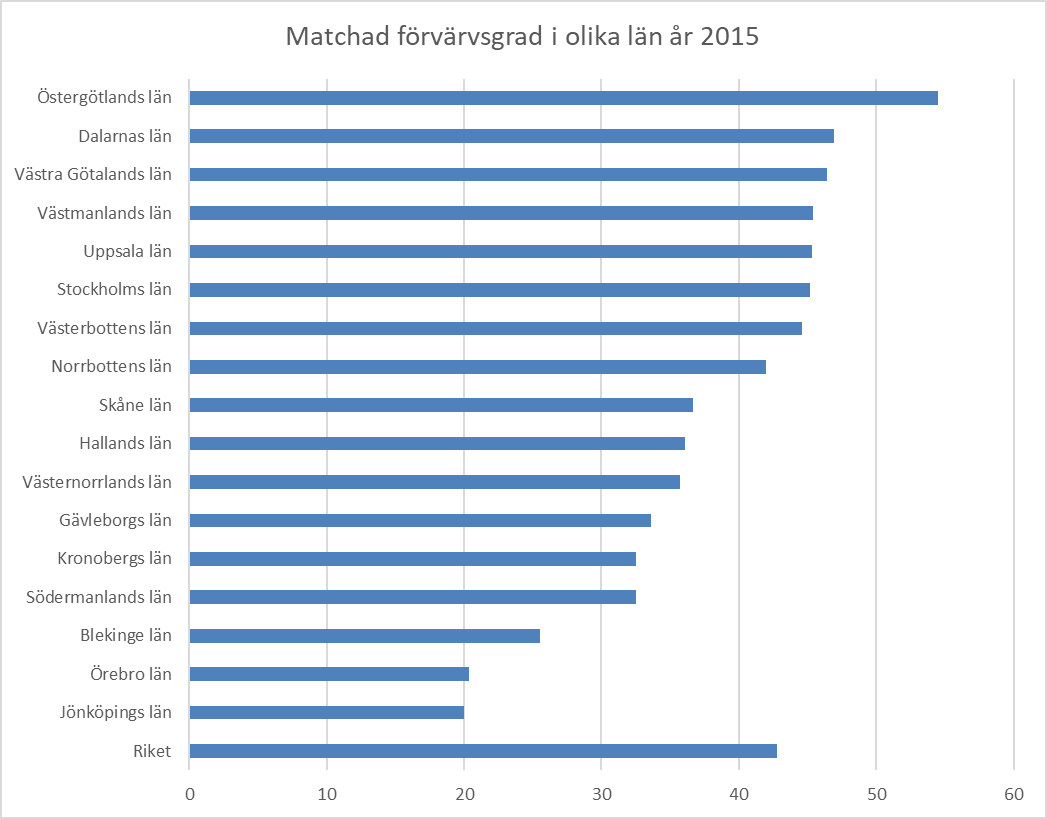 Matchad förvärvsgrad i olika län år 2015
Östergötlands län
Dalarnas län
Västra Götalands län
Västmanlands län
Uppsala län
Stockholms län
Västerbottens län
Norrbottens län
Skåne län
Hallands län
Västernorrlands län
Gävleborgs län
Kronobergs län
Södermanlands län
Blekinge län
Örebro län
Jönköpings län
Riket
0 10 20 30 40 50 60